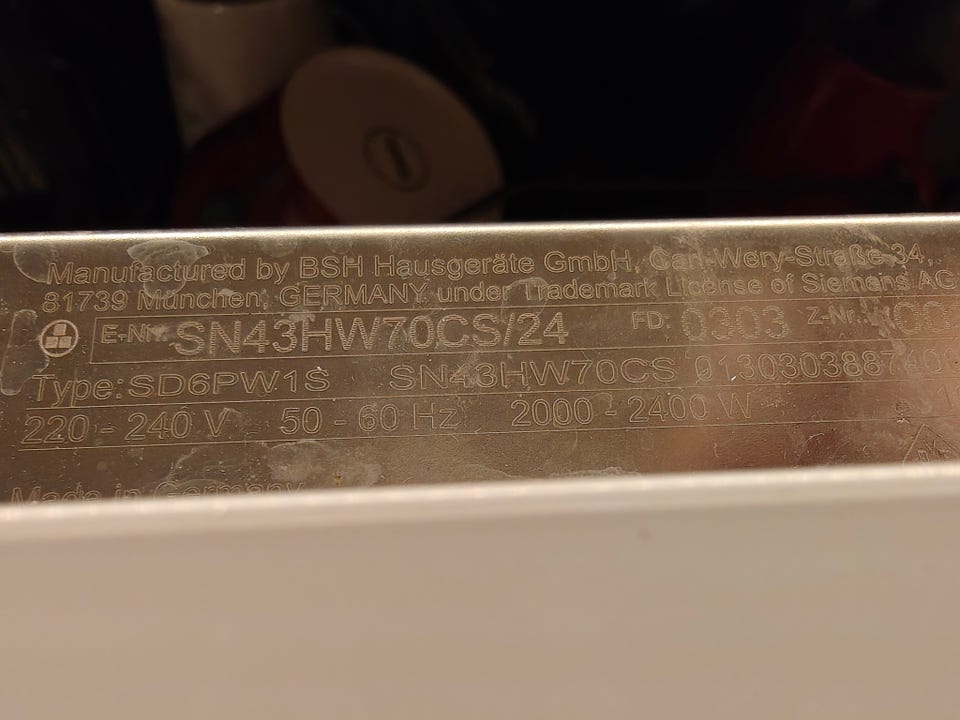 Manufactured by BSH Hausgeräte GmbH, Carl-Wery-Straße 34,
81739 München, GERMANY under Trademark License of Siemens AG
E-Nr. SN43HW70CS/24 FD. 0303 Z-Nr.
Type: SD6PW1S SN43HW70CS
220 - 240 V 50 - 60 Hz 2000 - 2400 W
Made in Germany